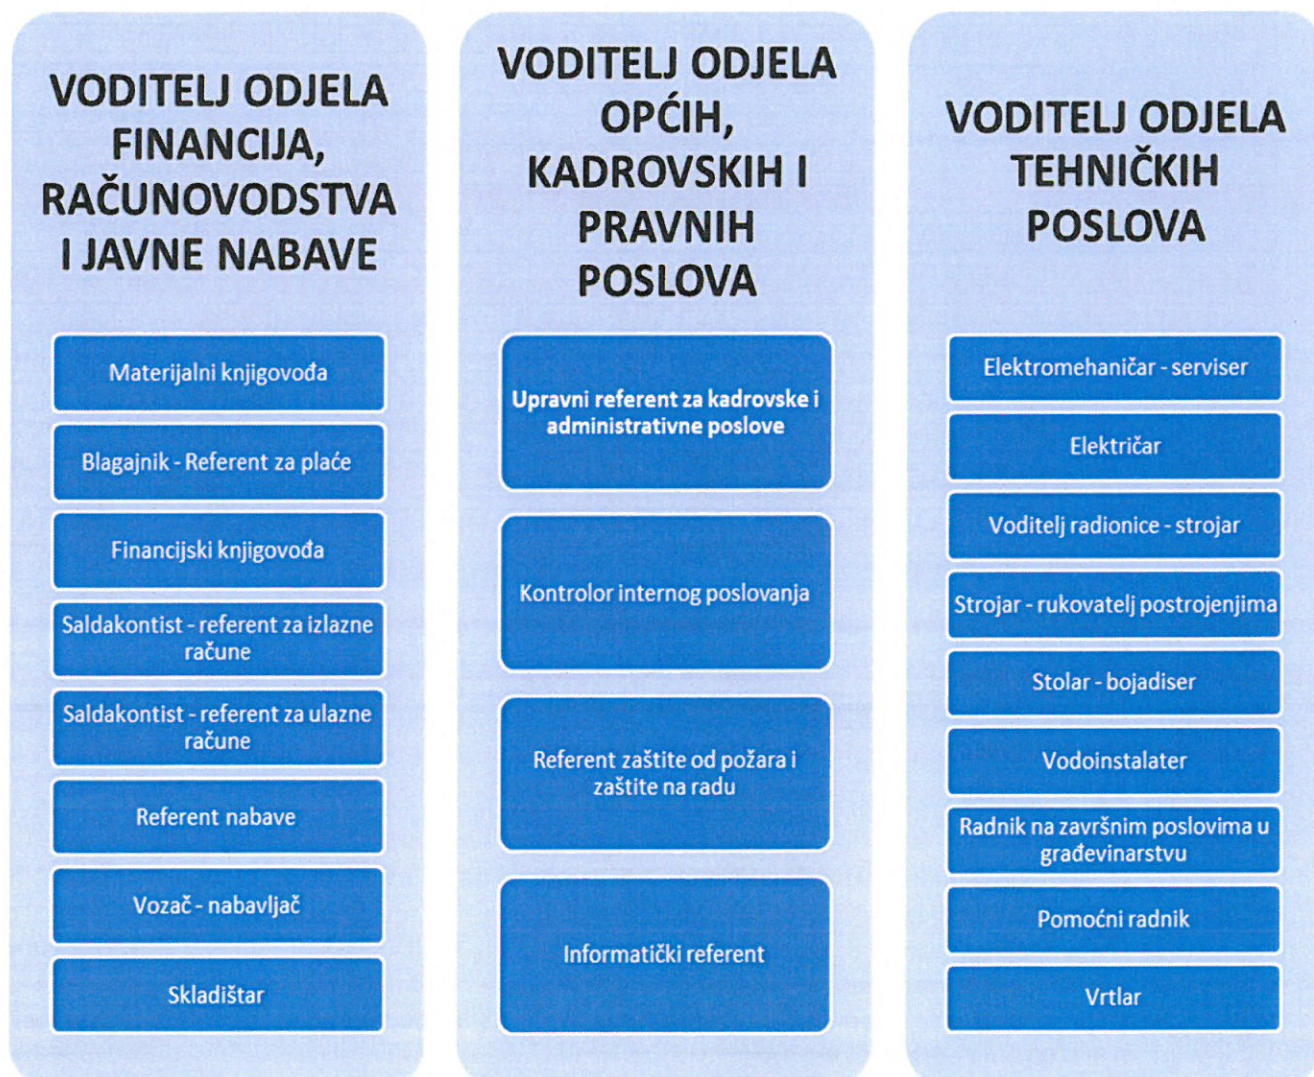 VODITELJ ODJELA
FINANCIJA,
RAČUNOVODSTVA
I JAVNE NABAVE
Materijalni knjigovođa
Blagajnik - Referent za plaće
Financijski knjigovođa
Saldakontist - referent za izlazne
račune
Saldakontist - referent za ulazne
račune
Referent nabave
Vozač - nabavljač
Skladištar
VODITELJ ODJELA
OPĆIH,
KADROVSKIH I
PRAVNIH
POSLOVA
Upravni referent za kadrovske i
administrativne poslove
Kontrolor internog poslovanja
Referent zaštite od požara i
zaštite na radu
Informatički referent
VODITELJ ODJELA
TEHNIČKIH
POSLOVA
Elektromehaničar - serviser
Električar
Voditelj radionice - strojar
Strojar - rukovatelj postrojenjima
Stolar - bojadiser
Vodoinstalater
Radnik na završnim poslovima u
građevinarstvu
Pomoćni radnik
Vrtlar